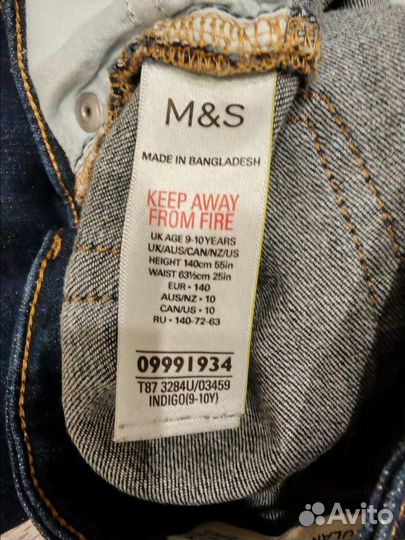 M&S
MADE IN BANGLADESH
KEEP AWAY
FROM FIRE
UK AGE 9-10YEARS
UK/AUS/CAN/NZ/US
HEIGHT 140cm 55in
WAIST 63½cm 25in
EUR • 140
AUS/NZ • 10
CAN/US • 10
RU • 140-72-63
09991934
T87 3284U/03459
INDIGO(9-10Y)
Avito